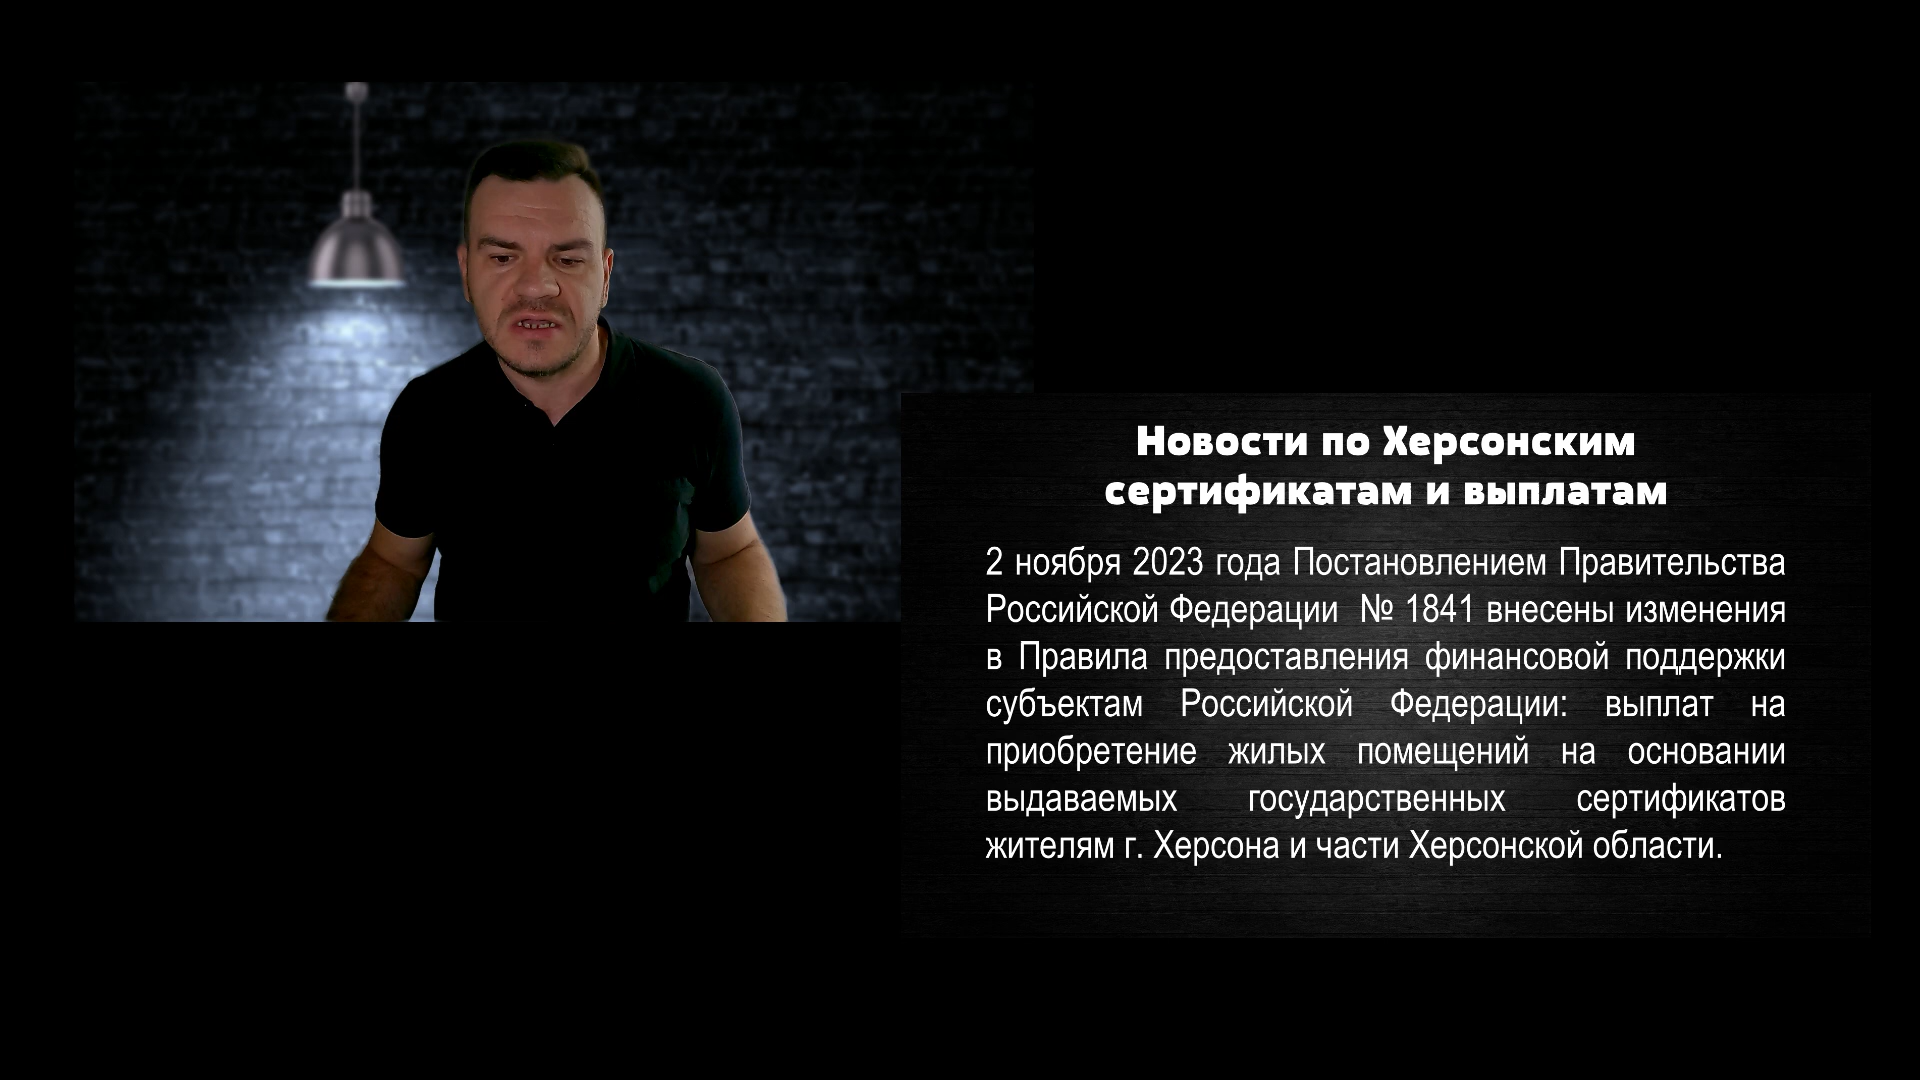 Новости по Херсонским
сертификатам и выплатам
2 ноября 2023 года Постановлением Правительства
Российской Федерации № 1841 внесены изменения
в Правила предоставления финансовой поддержки
субъектам Российской Федерации: выплат на
приобретение жилых помещений на основании
выдаваемых государственных сертификатов
жителям г. Херсона и части Херсонской области.